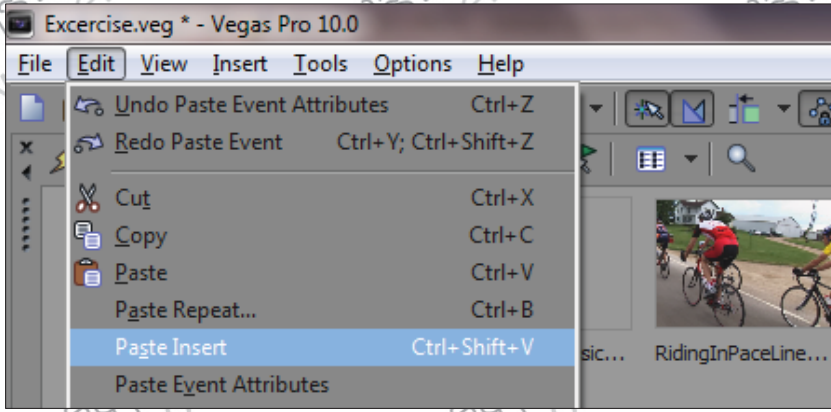 Excercise.veg * - Vegas Pro 10.0
File Edit View Insert Tools Options Help
Undo Paste Event Attributes Ctrl+Z
Redo Paste Event Ctrl+Y; Ctrl+Shift+Z
Cut Ctrl+X
Copy Ctrl+C
Paste Ctrl+V
Paste Repeat... Ctrl+B
Paste Insert Ctrl+Shift+V
sic... RidingInPaceLine...
Paste Event Attributes